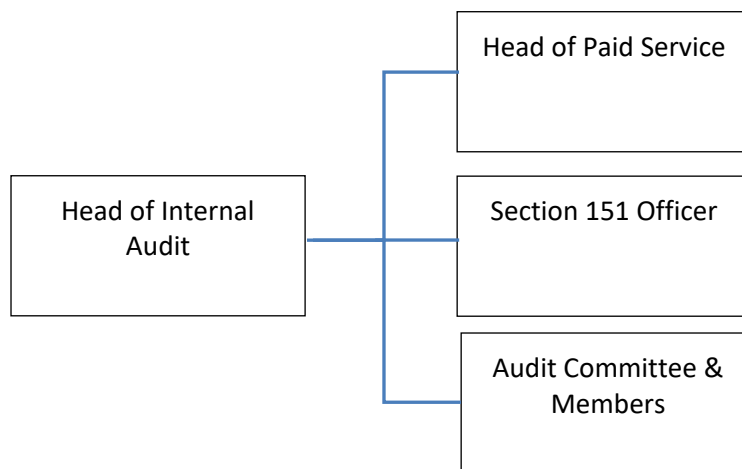 Head of Paid Service
Head of Internal
Audit
Section 151 Officer
Audit Committee &
Members